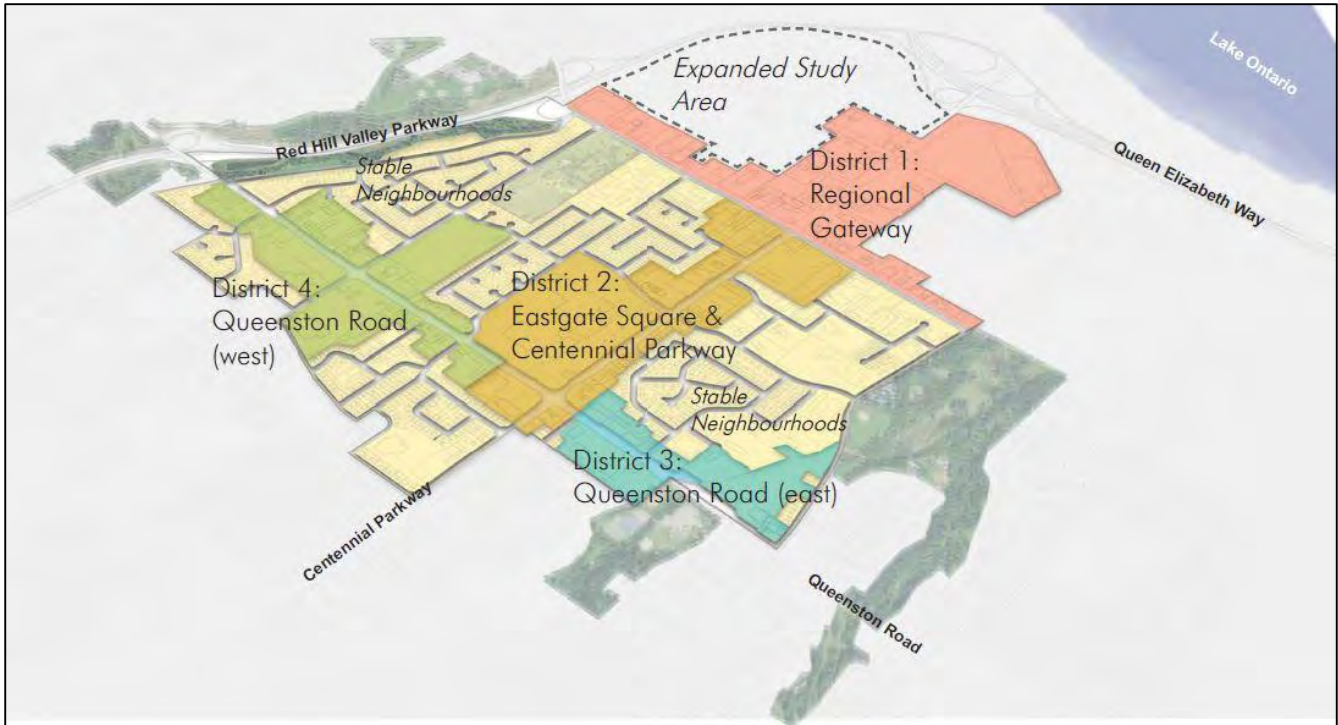 Lake Ontario
Expanded Study
Area
Red Hill Valley Parkway
Stable
Neighbourhoods
District 1:
Regional
Gateway
Queen Elizabeth Way
District 4:
Queenston Road
(west)
District 2:
Eastgate Square &
Centennial Parkway
Stable
Neighbourhoods
District 3:
Queenston Road (east)
Centennial Parkway
Queenston Road